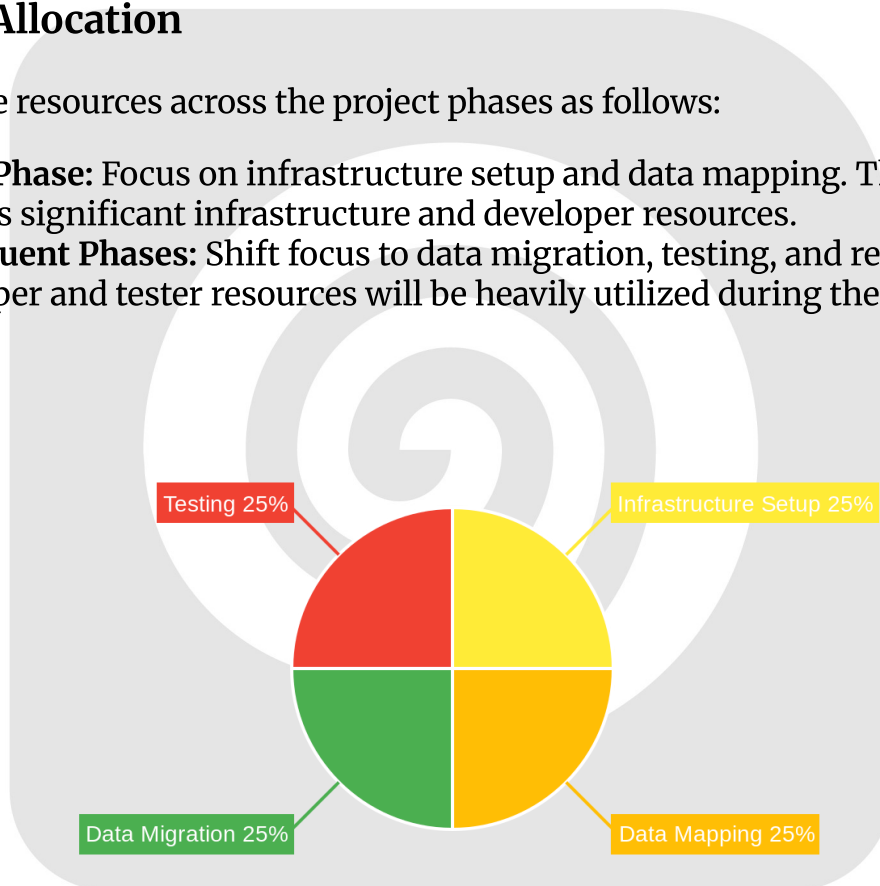 Allocation
e resources across the project phases as follows:
Phase: Focus on infrastructure setup and data mapping. Th
s significant infrastructure and developer resources.
uent Phases: Shift focus to data migration, testing, and re
per and tester resources will be heavily utilized during the
Testing 25%
Infrastructure Setup 25%
Data Migration 25%
Data Mapping 25%